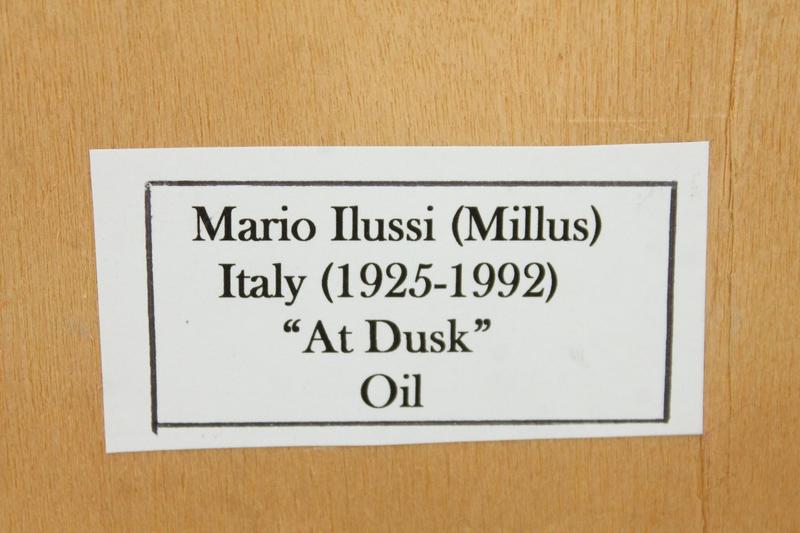 Mario Ilussi (Millus)
Italy (1925-1992)
“At Dusk”
Oil